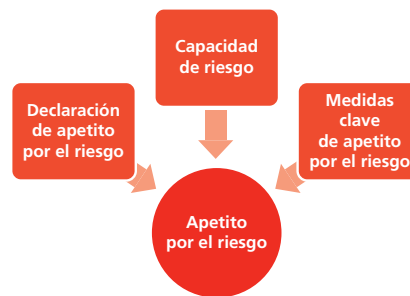 Capacidad
de riesgo
Declaración
de apetito
por el riesgo
Medidas
clave
de apetito
por el riesgo
Apetito
por el riesgo